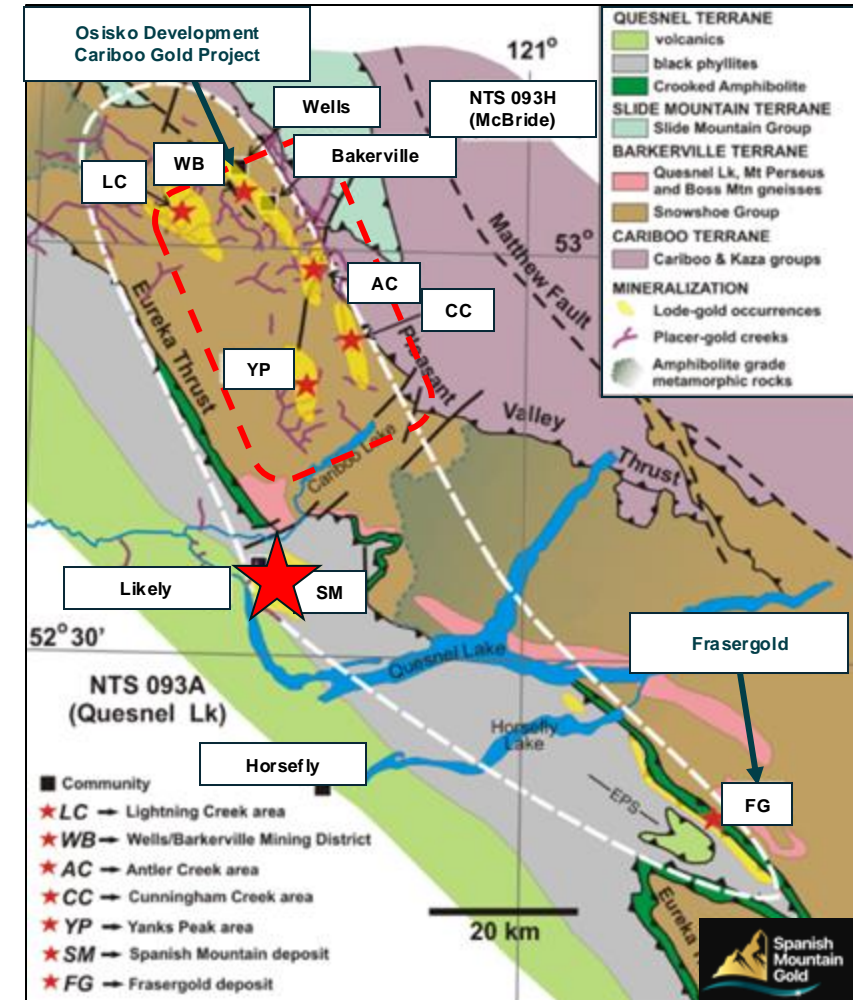 Osisko Development
Cariboo Gold Project
121°
QUESNEL TERRANE
volcanics
black phyllites
Crooked Amphibolite
SLIDE MOUNTAIN TERRANE
Slide Mountain Group
BARKERVILLE TERRANE
Quesnel Lk, Mt Perseus
and Boss Mtn gneisses
Snowshoe Group
CARIBOO TERRANE
Cariboo & Kaza groups
MINERALIZATION
Lode-gold occurrences
Placer-gold creeks
Amphibolite grade
metamorphic rocks
Wells
NTS 093H
(McBride)
WB
Bakerville
LC
Matthew Fault
53°
AC
CC
Eureka Thrust
YP
Pleasant
Valley
Thrust
Cariboo Lake
Likely
SM
52° 30'
Frasergold
Quesnel Lake
NTS 093A
(Quesnel Lk)
Horsefly
Lake
Horsefly
FG
EPS
Community
LC → Lightning Creek area
WB → Wells/Barkerville Mining District
AC → Antler Creek area
CC → Cunningham Creek area
YP → Yanks Peak area
SM → Spanish Mountain deposit
FG → Frasergold deposit
20 km
Eureka
Spanish
Mountain
Gold